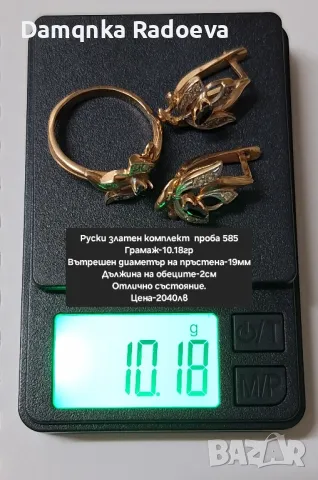 Damqnka Radoeva
Руски златен комплект проба 585
Грамаж-10.18гр
Вътрешен диаметър на пръстена-19мм
Дължина на обеците-2см
Отлично състояние.
Цена-2040лв
g
10.18
⏻/T
M/P
BAZAR